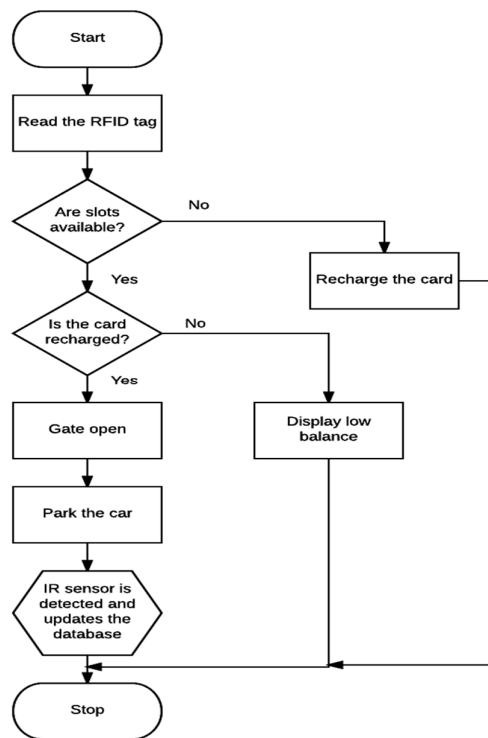 Start
Read the RFID tag
Are slots
available?
No
Recharge the card
Yes
Is the card
recharged?
No
Yes
Gate open
Display low
balance
Park the car
IR sensor is
detected and
updates the
database
Stop